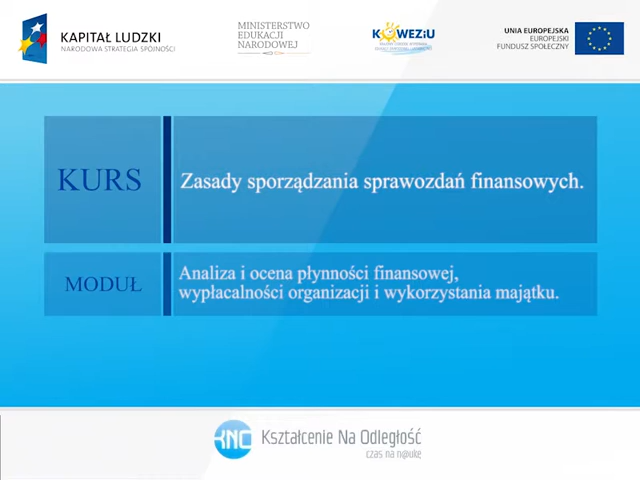 KAPITAŁ LUDZKI
NARODOWA STRATEGIA SPÓJNOŚCI
MINISTERSTWO
EDUKACJI
NARODOWEJ
KOWEZiU
UNIA EUROPEJSKA
EUROPEJSKI
FUNDUSZ SPOŁECZNY
KURS
Zasady sporządzania sprawozdań finansowych.
MODUŁ
Analiza i ocena płynności finansowej,
wypłacalności organizacji i wykorzystania majątku.
KNO
Kształcenie Na Odległość
czas na n@ukę